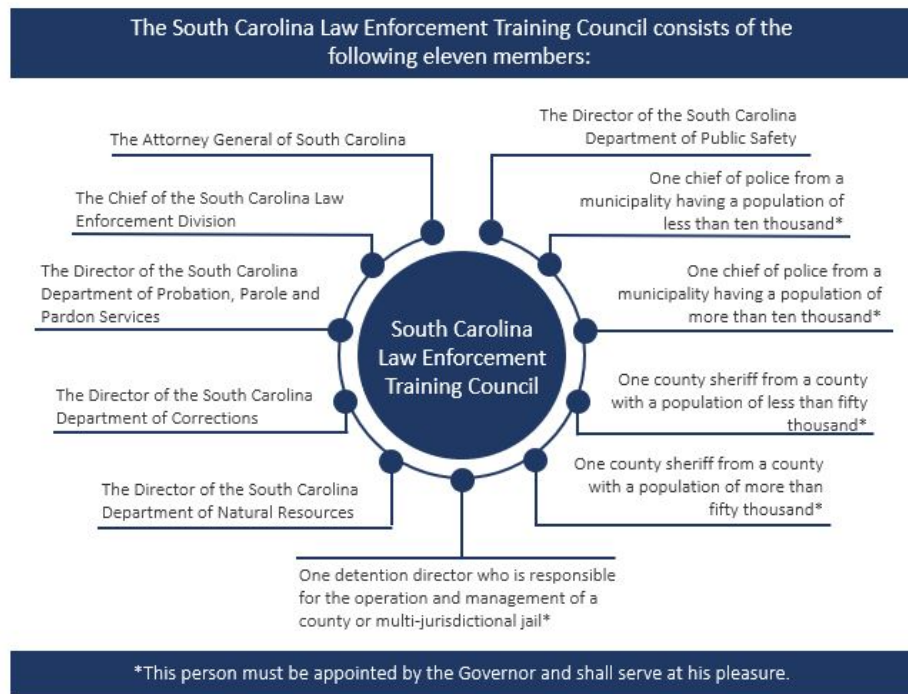 The South Carolina Law Enforcement Training Council consists of the
following eleven members:
The Attorney General of South Carolina
The Chief of the South Carolina Law
Enforcement Division
The Director of the South Carolina
Department of Probation, Parole and
Pardon Services
The Director of the South Carolina
Department of Corrections
The Director of the South Carolina
Department of Natural Resources
One detention director who is responsible
for the operation and management of a
county or multi-jurisdictional jail*
The Director of the South Carolina
Department of Public Safety
One chief of police from a
municipality having a population of
less than ten thousand*
One chief of police from a
municipality having a population of
more than ten thousand*
One county sheriff from a county
with a population of less than fifty
thousand*
One county sheriff from a county
with a population of more than
fifty thousand*
South Carolina
Law Enforcement
Training Council
*This person must be appointed by the Governor and shall serve at his pleasure.